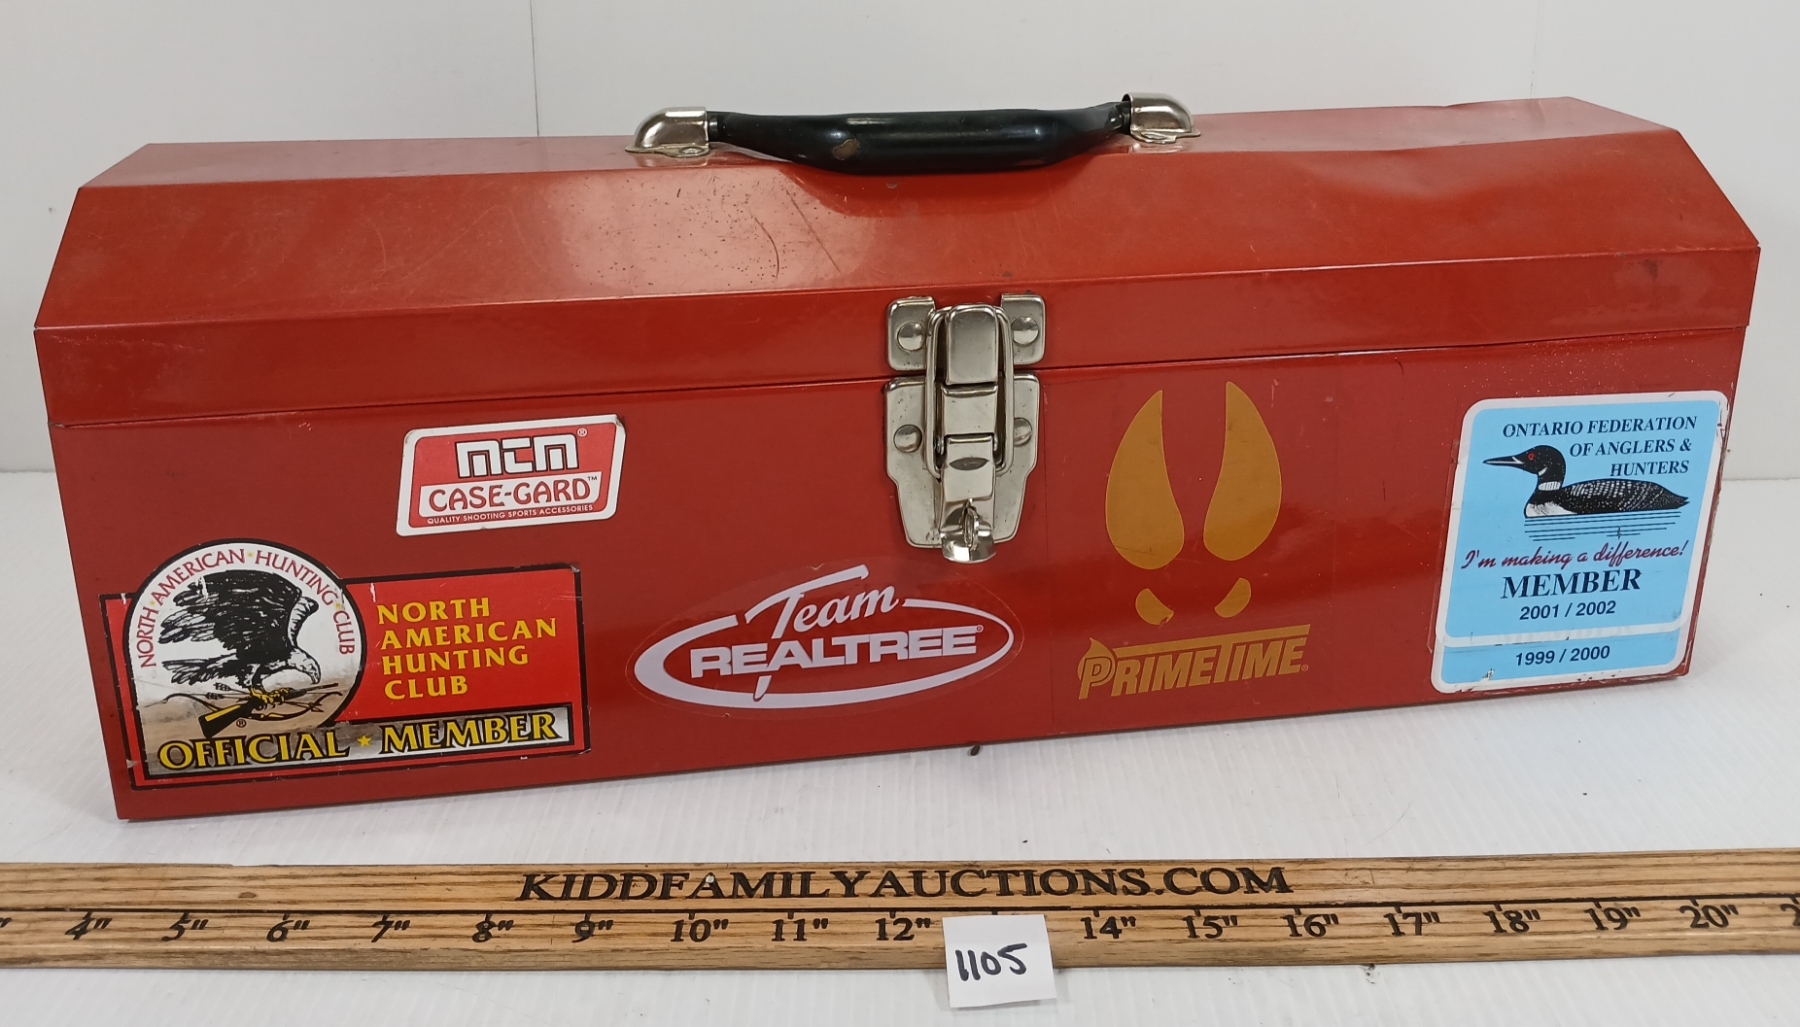 MTM®
CASE-GARD™
QUALITY SHOOTING SPORTS ACCESSORIES
NORTH·AMERICAN·HUNTING·CLUB
NORTH
AMERICAN
HUNTING
CLUB
®
OFFICIAL ★ MEMBER
Team
REALTREE®
PRIMETIME®
ONTARIO FEDERATION
OF ANGLERS &
HUNTERS
I'm making a difference!
MEMBER
2001 / 2002
1999 / 2000
KIDDFAMILYAUCTIONS.COM
4" 5" 6" 7" 8" 9" 10" 11" 12" 14" 15" 16" 17" 18" 19" 20"
1105